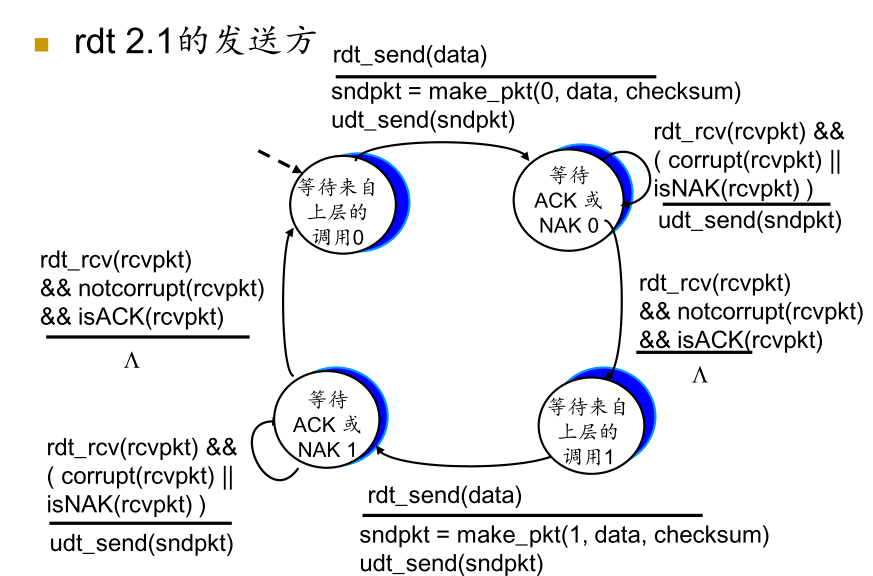 rdt 2.1的发送方
rdt_send(data)
sndpkt = make_pkt(0, data, checksum)
udt_send(sndpkt)
等待来自
上层的
调用0
等待
ACK 或
NAK 0
rdt_rcv(rcvpkt) &&
( corrupt(rcvpkt) ||
isNAK(rcvpkt) )
udt_send(sndpkt)
rdt_rcv(rcvpkt)
&& notcorrupt(rcvpkt)
&& isACK(rcvpkt)
Λ
rdt_rcv(rcvpkt)
&& notcorrupt(rcvpkt)
&& isACK(rcvpkt)
Λ
等待
ACK 或
NAK 1
等待来自
上层的
调用1
rdt_rcv(rcvpkt) &&
( corrupt(rcvpkt) ||
isNAK(rcvpkt) )
udt_send(sndpkt)
rdt_send(data)
sndpkt = make_pkt(1, data, checksum)
udt_send(sndpkt)